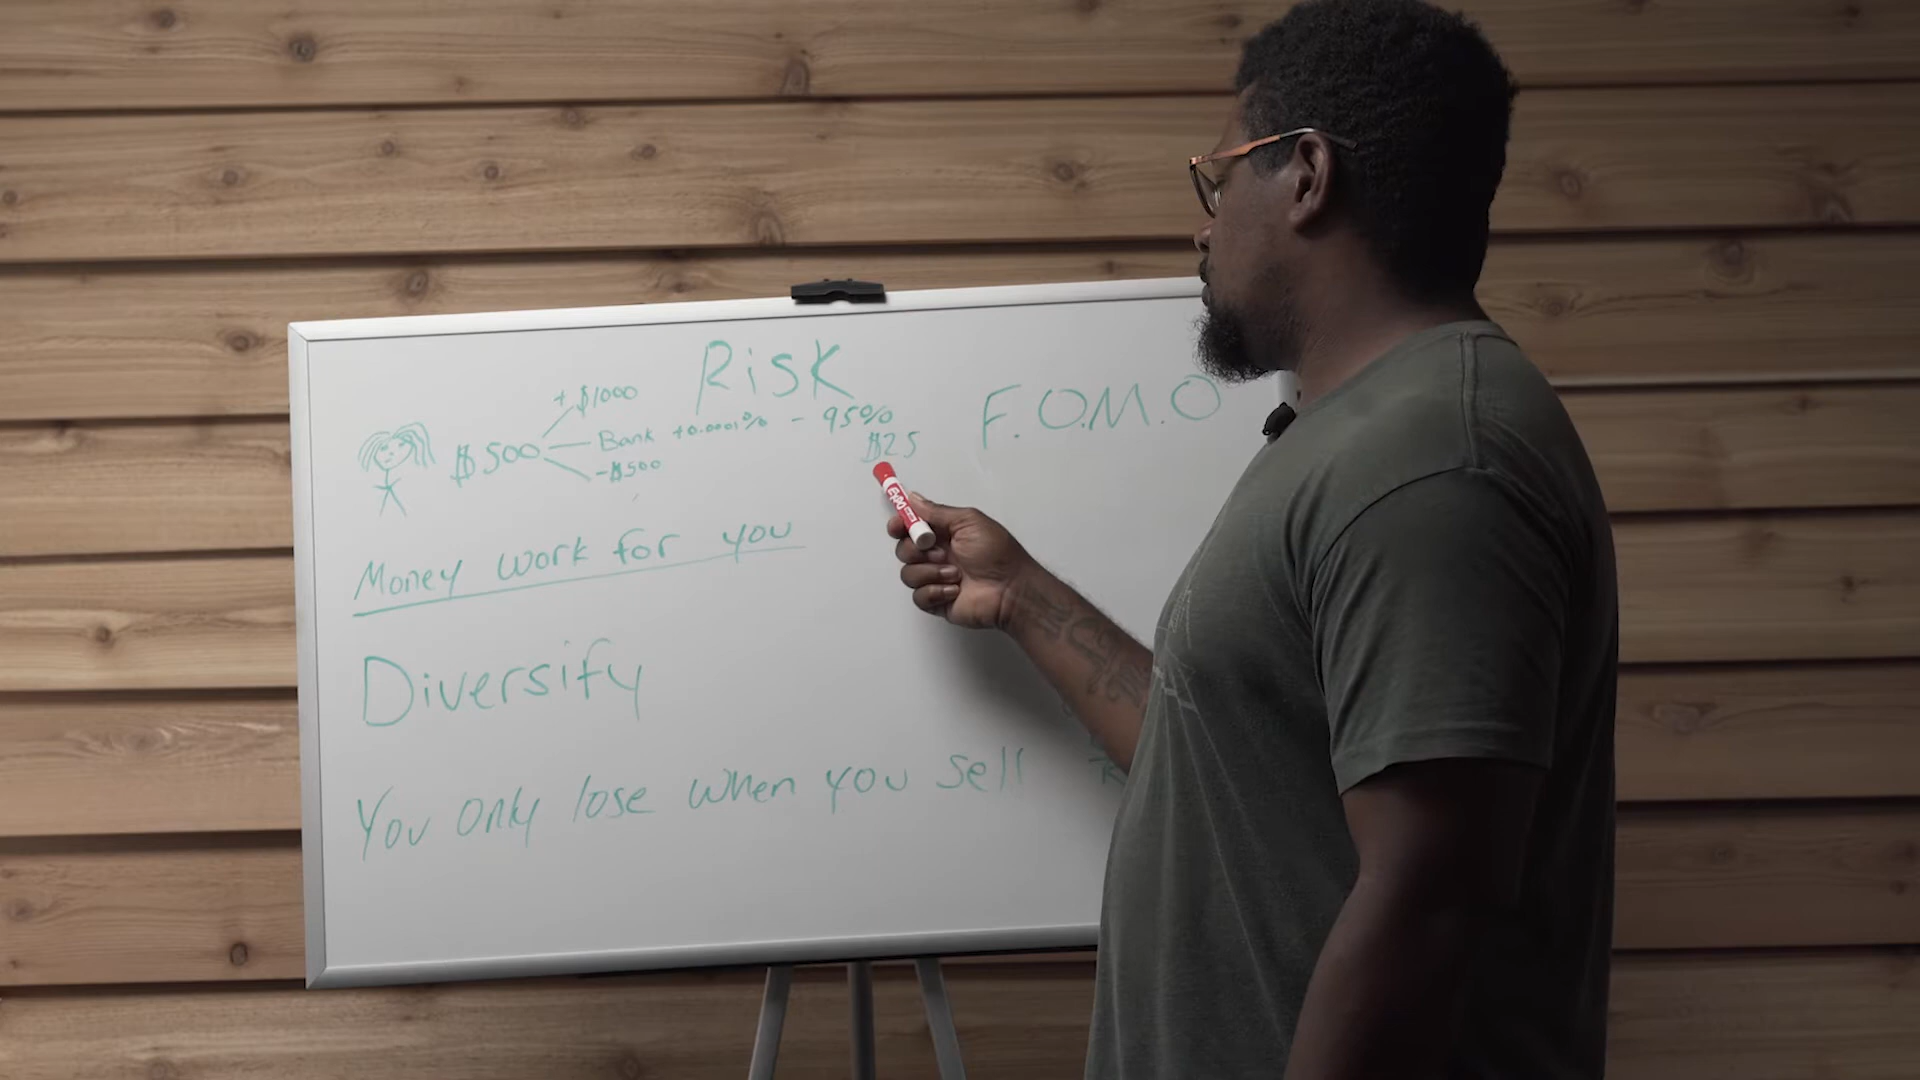 Risk
+ $1000
$500
Bank +0.0001% - 95%
-$500
$25
F.O.M.O
Money work for you
Diversify
You only lose when you sell
EXPO